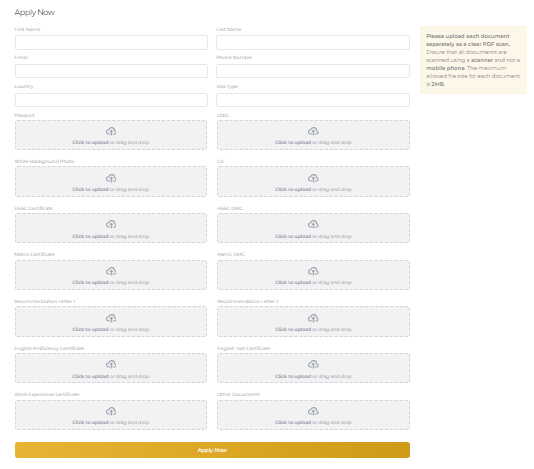 Apply Now
First Name
Last Name
Email
Phone Number
Country
Visa Type
Passport
CNIC
Click to upload or drag and drop
Click to upload or drag and drop
White Background Photo
CV
Click to upload or drag and drop
Click to upload or drag and drop
HSSC Certificate
HSSC DMC
Click to upload or drag and drop
Click to upload or drag and drop
Matric Certificate
Matric DMC
Click to upload or drag and drop
Click to upload or drag and drop
Recommendation Letter 1
Recommendation Letter 2
Click to upload or drag and drop
Click to upload or drag and drop
English Proficiency Certificate
English Test Certificate
Click to upload or drag and drop
Click to upload or drag and drop
Work Experience Certificate
Other Documents
Click to upload or drag and drop
Click to upload or drag and drop
Apply Now
Please upload each document
separately as a clear PDF scan.
Ensure that all documents are
scanned using a scanner and not a
mobile phone. The maximum
allowed file size for each document
is 2MB.